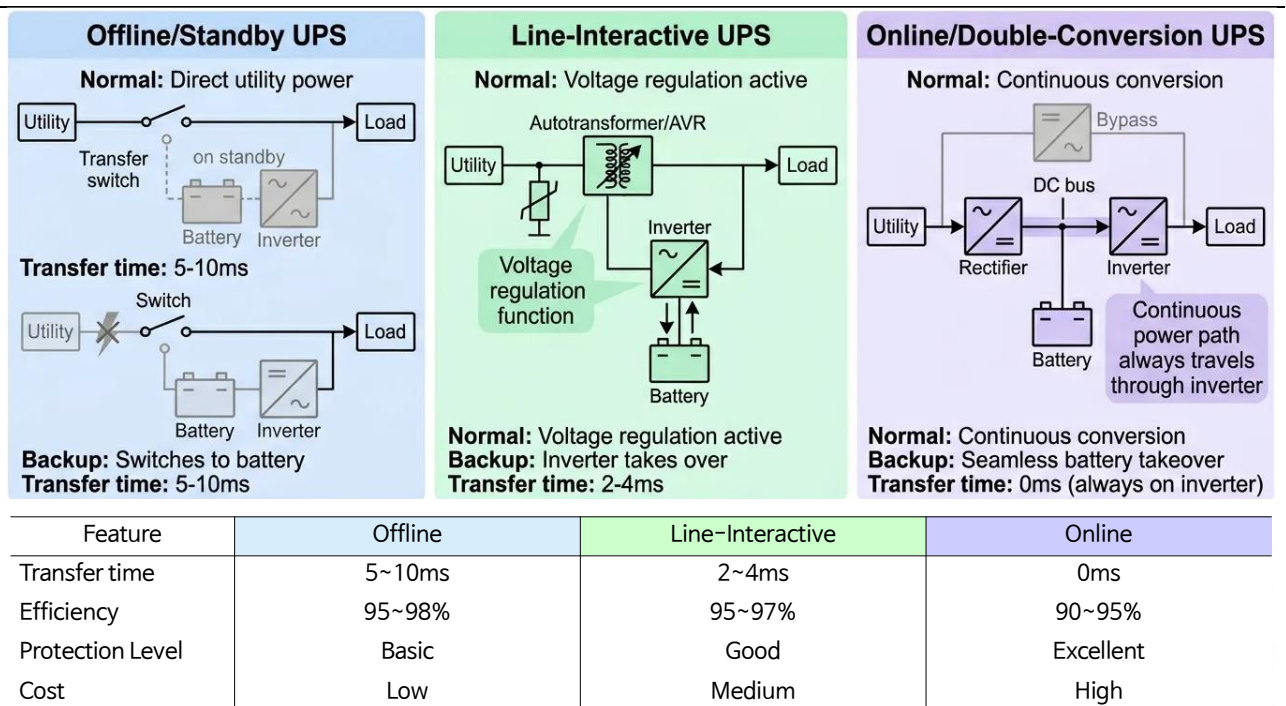 Offline/Standby UPS
Normal: Direct utility power
Utility
Load
Transfer
switch
on standby
Battery
Inverter
Transfer time: 5-10ms
Switch
Utility
Load
Battery
Inverter
Backup: Switches to battery
Transfer time: 5-10ms
Line-Interactive UPS
Normal: Voltage regulation active
Autotransformer/AVR
Utility
Load
Inverter
Voltage
regulation
function
Battery
Normal: Voltage regulation active
Backup: Inverter takes over
Transfer time: 2-4ms
Online/Double-Conversion UPS
Normal: Continuous conversion
Bypass
DC bus
Utility
Load
Rectifier
Inverter
Battery
Continuous
power path
always travels
through inverter
Normal: Continuous conversion
Backup: Seamless battery takeover
Transfer time: 0ms (always on inverter)
Feature Offline Line-Interactive Online
Transfer time 5~10ms 2~4ms 0ms
Efficiency 95~98% 95~97% 90~95%
Protection Level Basic Good Excellent
Cost Low Medium High